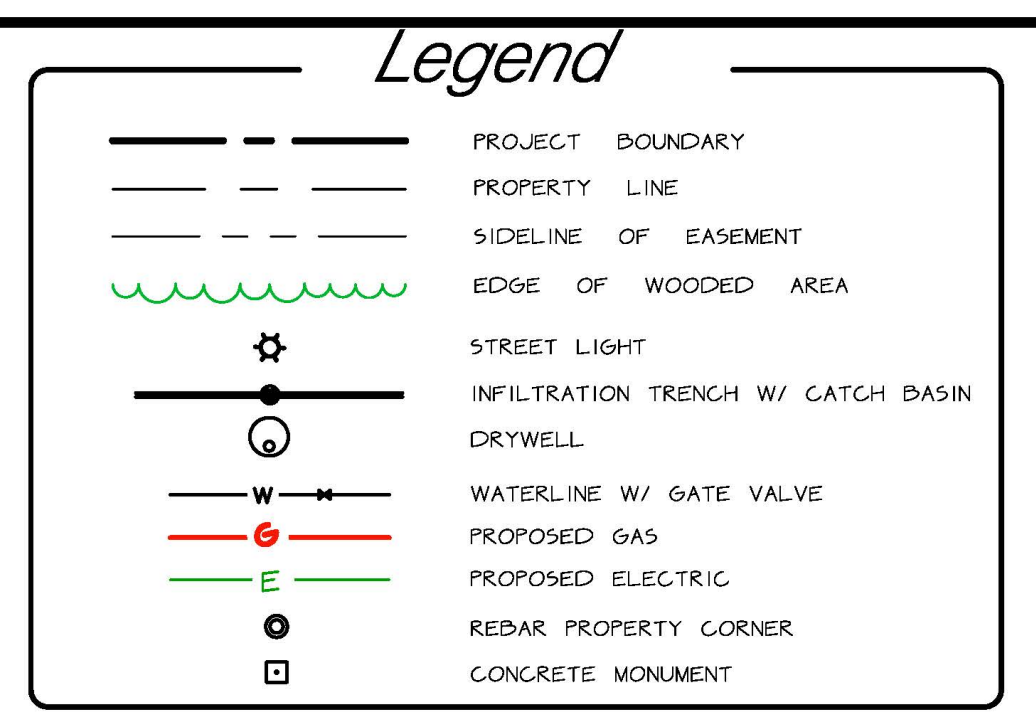 Legend
PROJECT BOUNDARY
PROPERTY LINE
SIDELINE OF EASEMENT
EDGE OF WOODED AREA
STREET LIGHT
INFILTRATION TRENCH W/ CATCH BASIN
DRYWELL
W WATERLINE W/ GATE VALVE
G PROPOSED GAS
E PROPOSED ELECTRIC
REBAR PROPERTY CORNER
CONCRETE MONUMENT